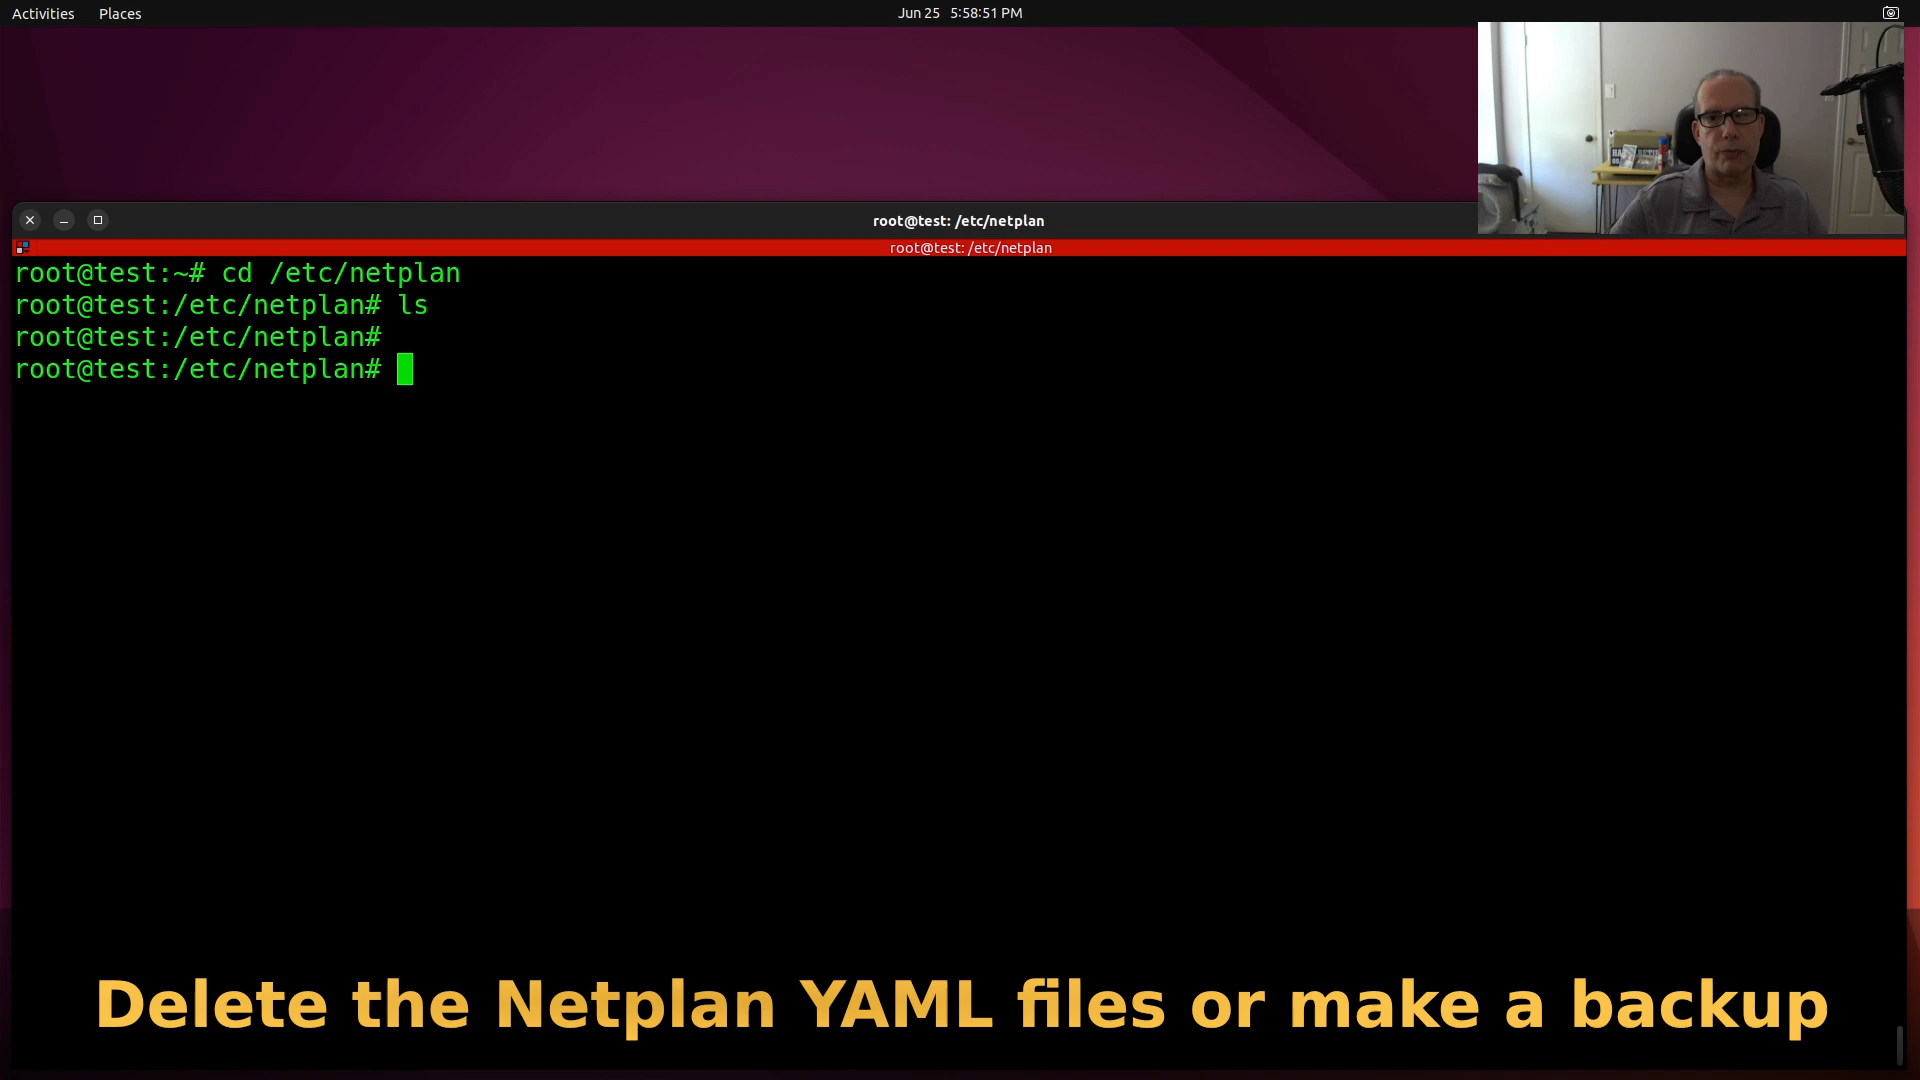 Activities Places Jun 25 5:58:51 PM
root@test: /etc/netplan
root@test: /etc/netplan
root@test:~# cd /etc/netplan
root@test:/etc/netplan# ls
root@test:/etc/netplan#
root@test:/etc/netplan#
Delete the Netplan YAML files or make a backup